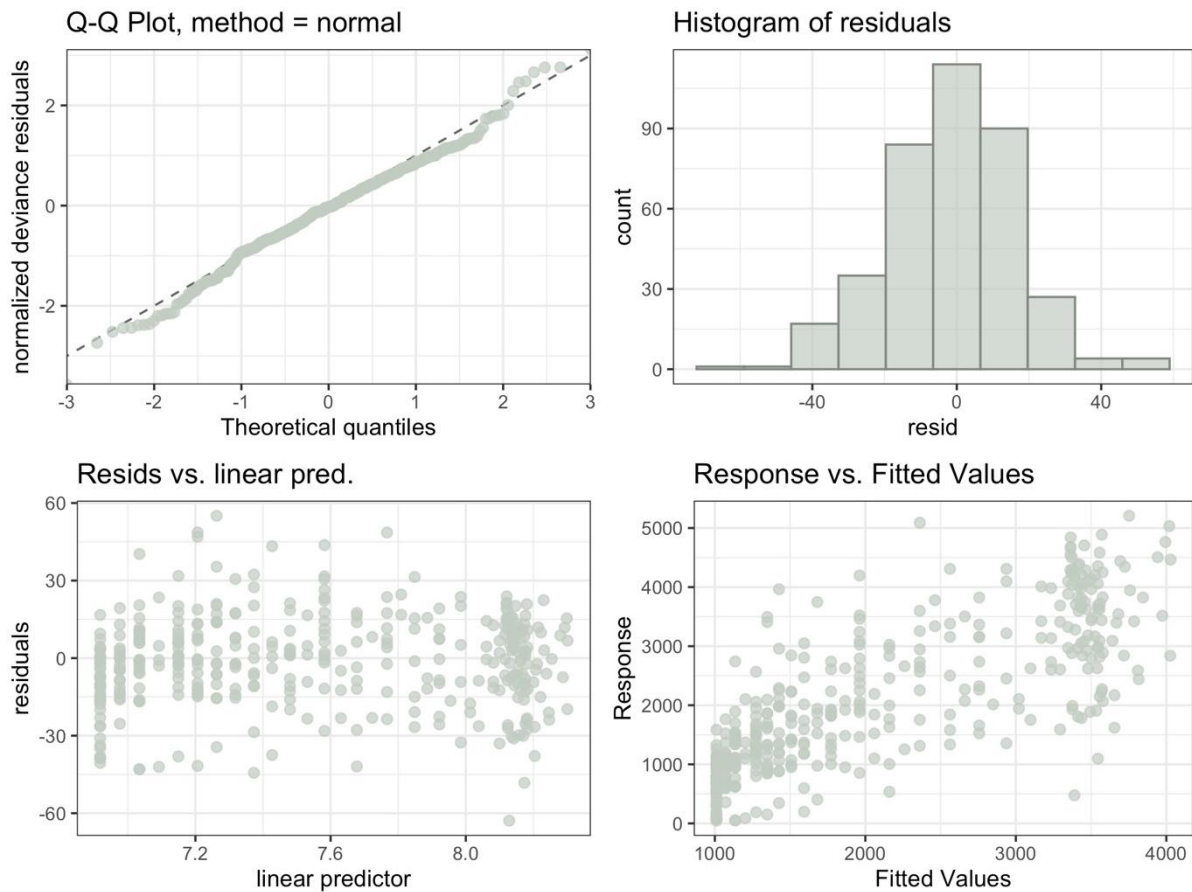 Q-Q Plot, method = normal
normalized deviance residuals
2
0
-2
-3 -2 -1 0 1 2 3
Theoretical quantiles
Histogram of residuals
count
90
60
30
0
-40 0 40
resid
Resids vs. linear pred.
residuals
60
30
0
-30
-60
7.2 7.6 8.0
linear predictor
Response vs. Fitted Values
Response
5000
4000
3000
2000
1000
0
1000 2000 3000 4000
Fitted Values